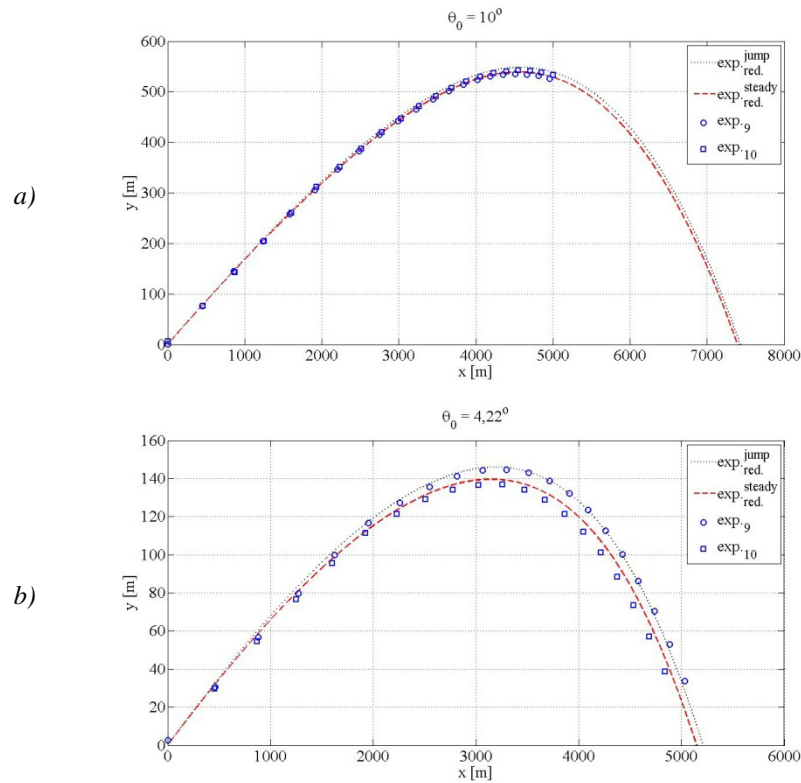 θ₀ = 10°
a)
y [m]
600
500
400
300
200
100
0
0 1000 2000 3000 4000 5000 6000 7000 8000
x [m]
exp.jump red.
exp.steady red.
exp.9
exp.10
θ₀ = 4,22°
b)
y [m]
160
140
120
100
80
60
40
20
0
0 1000 2000 3000 4000 5000 6000
x [m]
exp.jump red.
exp.steady red.
exp.9
exp.10